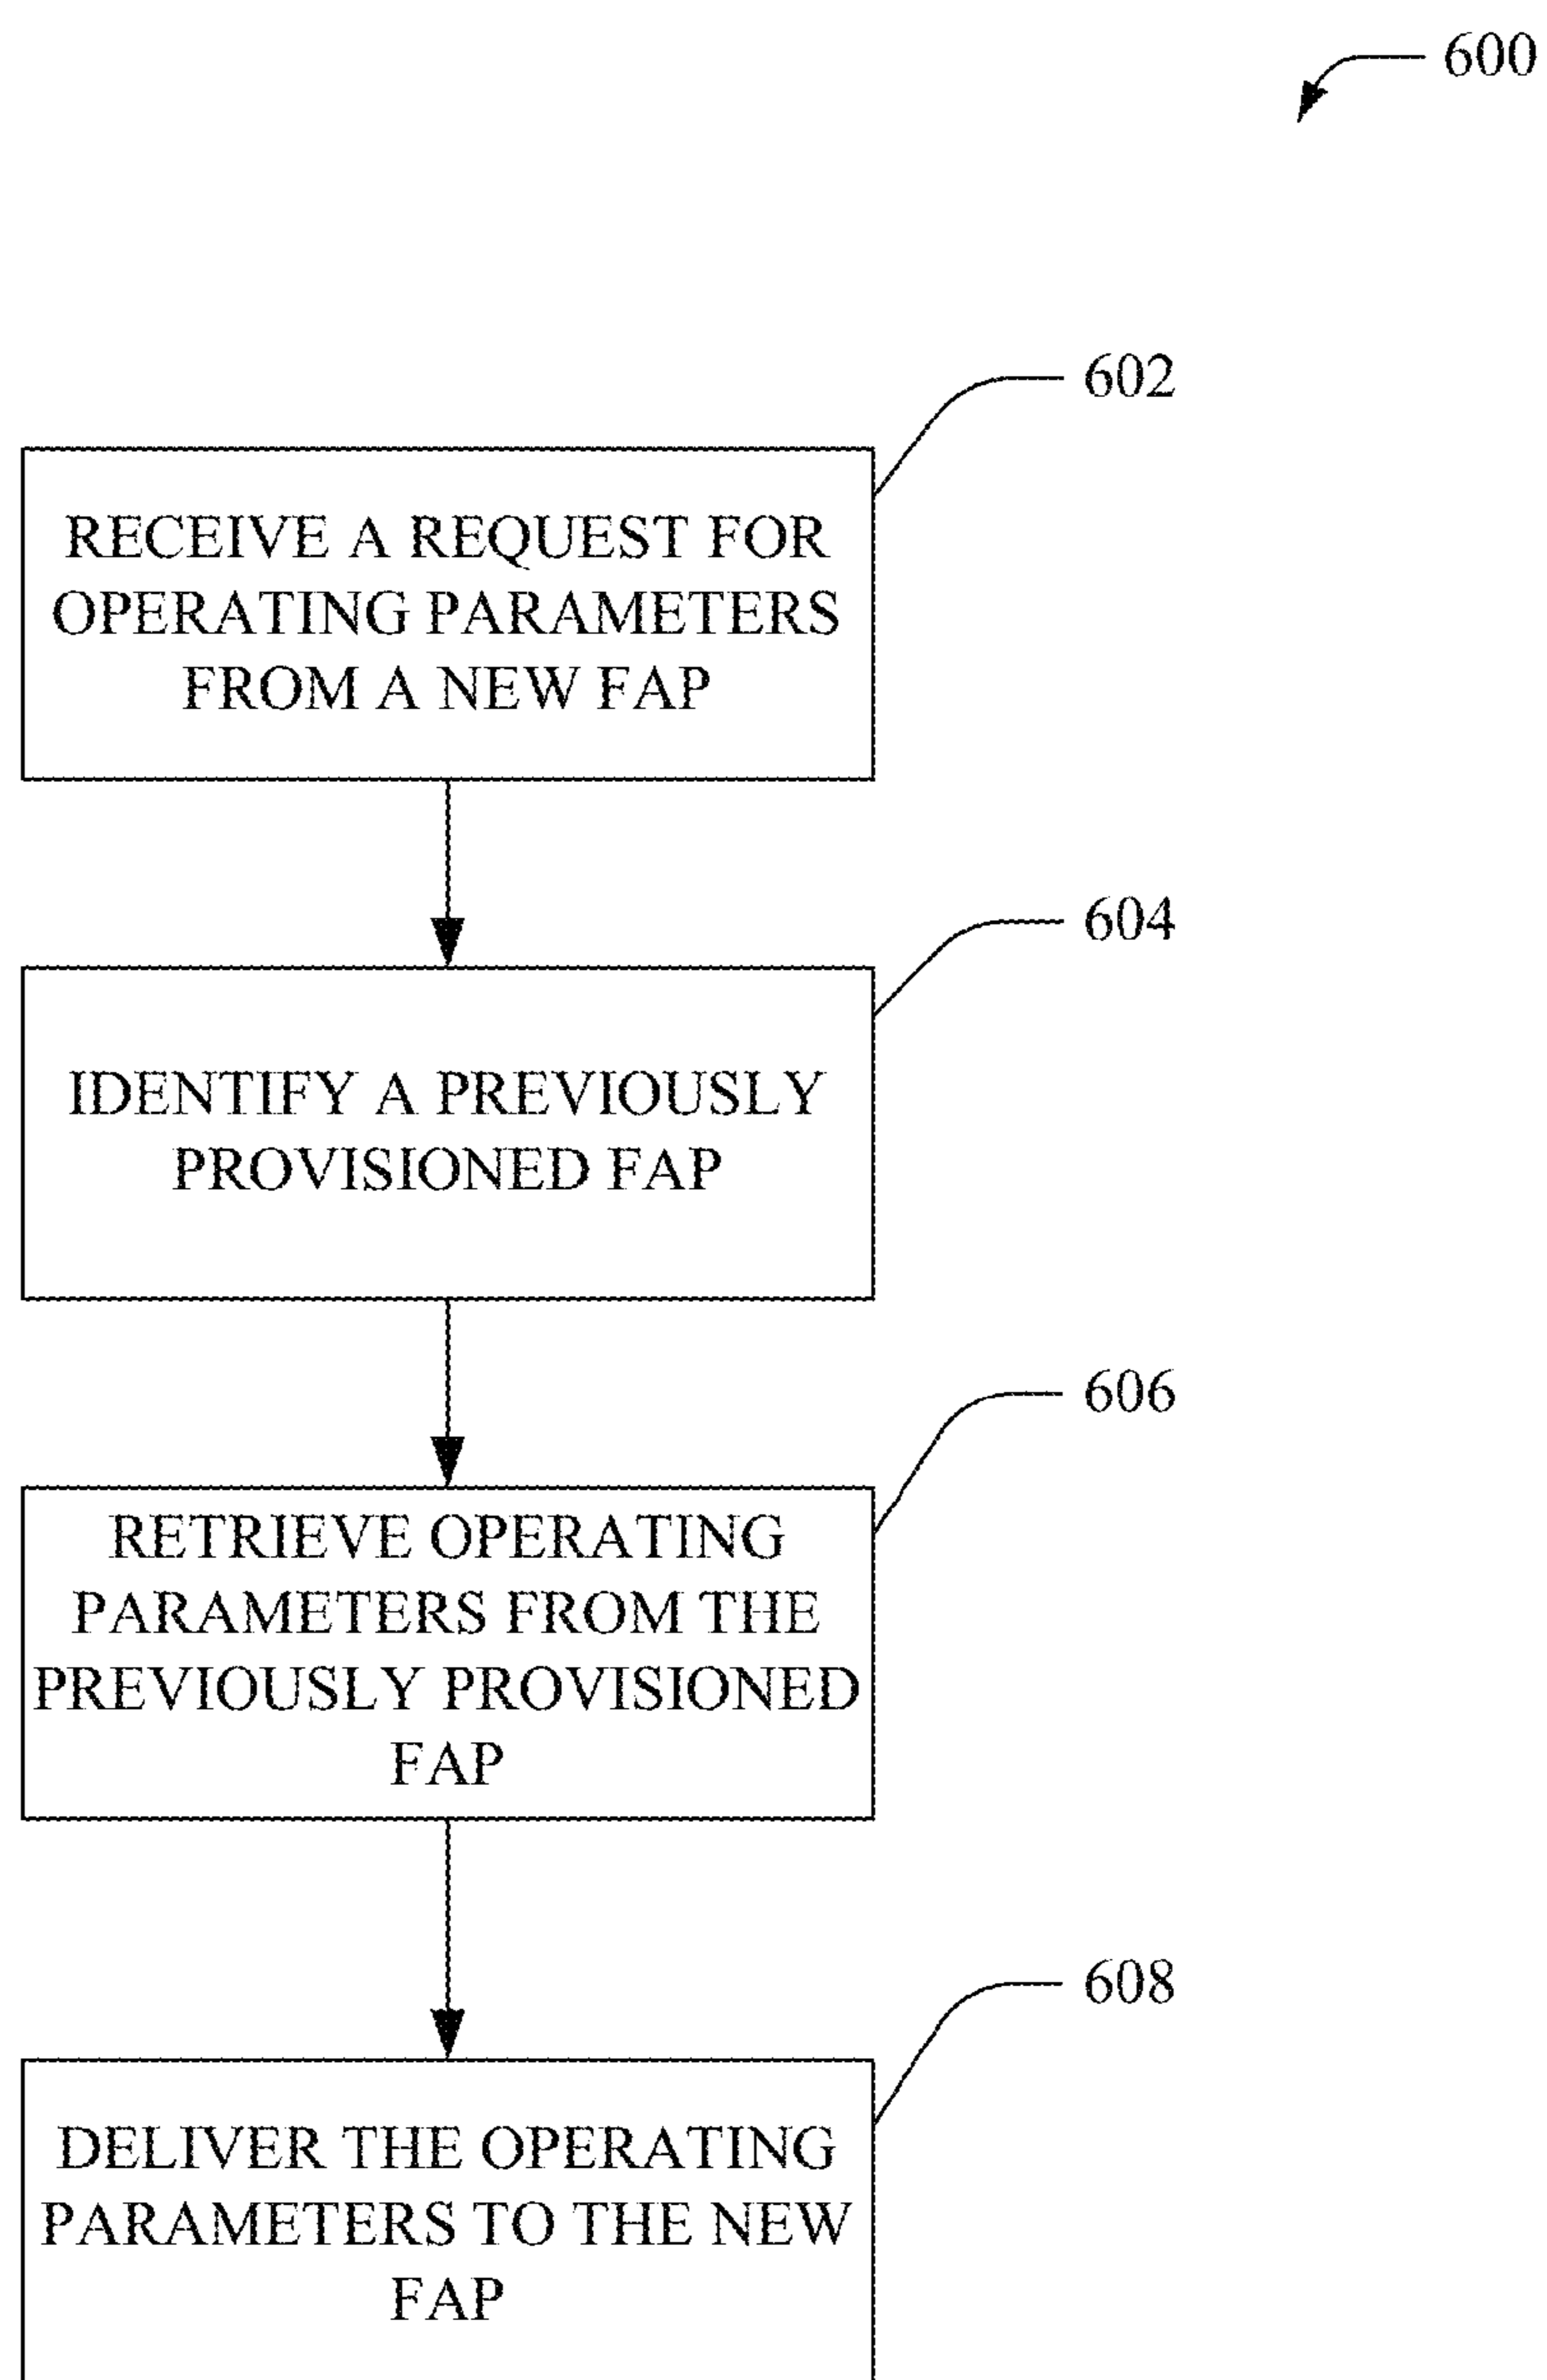 600
602
RECEIVE A REQUEST FOR
OPERATING PARAMETERS
FROM A NEW FAP
604
IDENTIFY A PREVIOUSLY
PROVISIONED FAP
606
RETRIEVE OPERATING
PARAMETERS FROM THE
PREVIOUSLY PROVISIONED
FAP
608
DELIVER THE OPERATING
PARAMETERS TO THE NEW
FAP